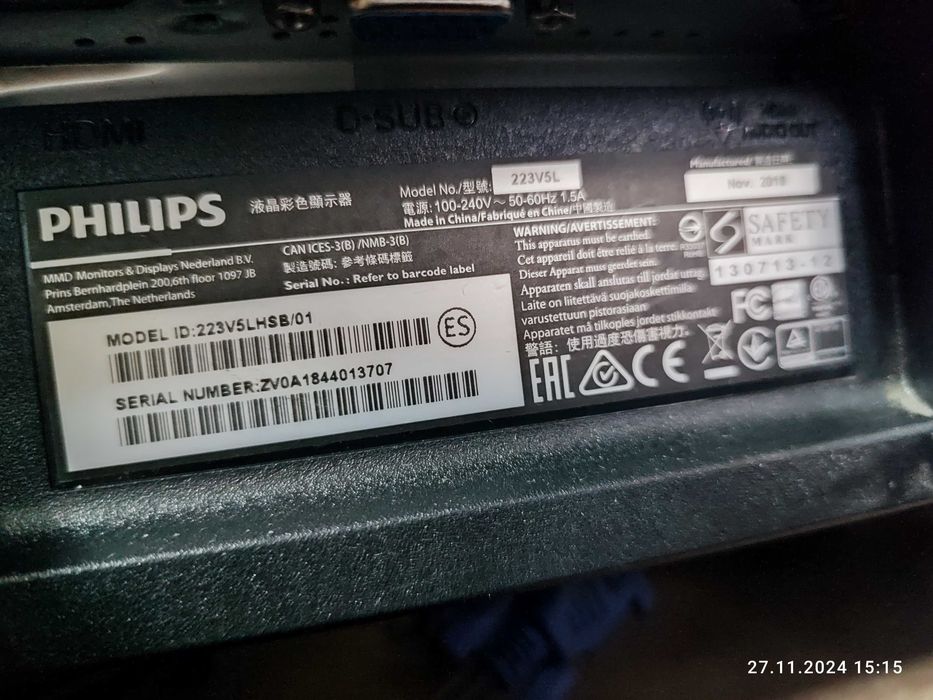 HDMI
D-SUB
AUDIO OUT
PHILIPS
液晶彩色顯示器
Model No./型號: 223V5L
電源: 100-240V ~ 50-60Hz 1.5A
Made in China/Fabriqué en Chine/中國製造
Manufactured/製造日期:
Nov. 2018
MMD Monitors & Displays Nederland B.V.
Prins Bernhardplein 200,6th floor 1097 JB
Amsterdam,The Netherlands
CAN ICES-3(B) /NMB-3(B)
製造號碼: 參考條碼標籤
Serial No.: Refer to barcode label
MODEL ID:223V5LHSB/01
ES
SERIAL NUMBER:ZV0A1844013707
WARNING/AVERTISSEMENT:
This apparatus must be earthed.
Cet appareil doit être relié à la terre.
Dieser Apparat muss geerdet sein.
Apparaten skall anslutas till jordat uttag.
Laite on liitettävä suojakoskettimilla
varustettuun pistorasiaan
Apparatet må tilkoples jordet stikkontakt
警語: 使用過度恐傷害視力.
SAFETY
MARK
130713-12
FC
EAC
CE
27.11.2024 15:15